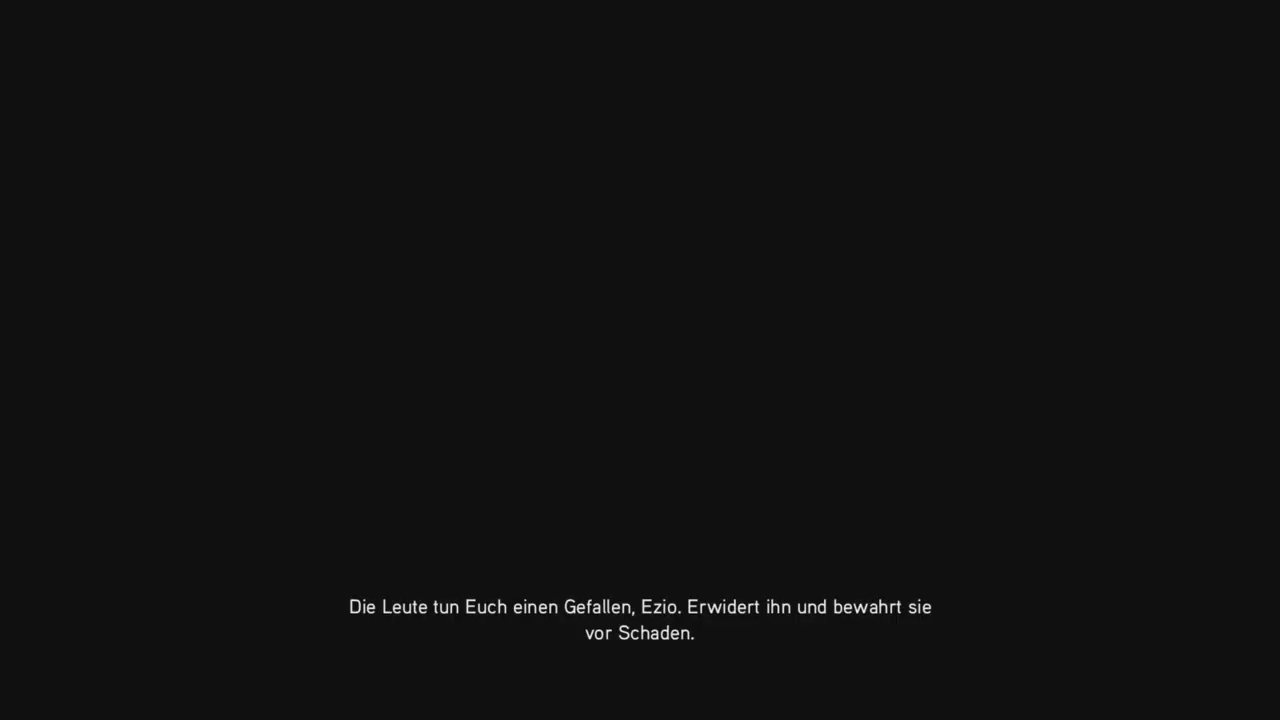 Die Leute tun Euch einen Gefallen, Ezio. Erwidert ihn und bewahrt sie
vor Schaden.